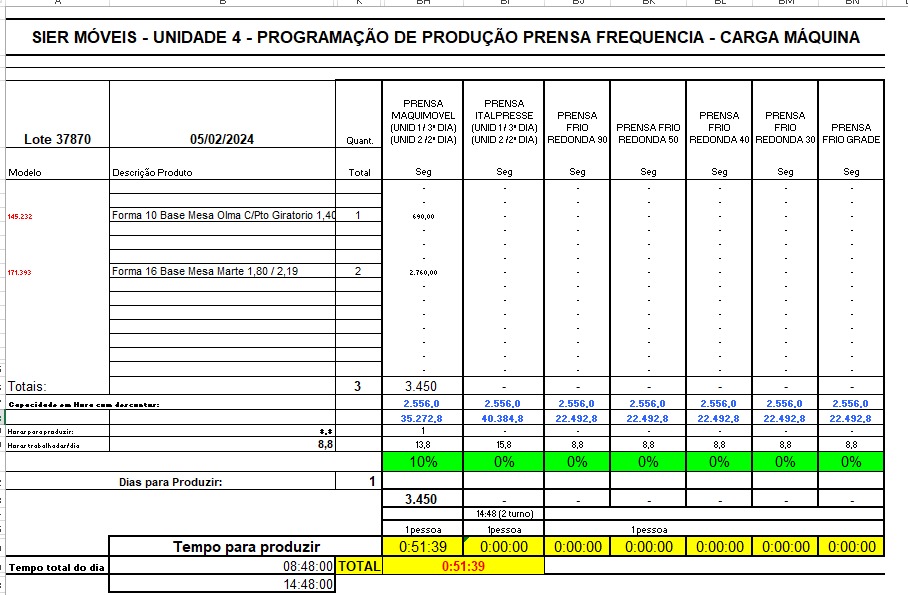 A B K BH BI BJ BK BL BM BN
SIER MÓVEIS - UNIDADE 4 - PROGRAMAÇÃO DE PRODUÇÃO PRENSA FREQUENCIA - CARGA MÁQUINA
Lote 37870 05/02/2024 Quant. PRENSA MAQUIMOVEL (UNID 1 / 3ª DIA) (UNID 2 /2ª DIA) PRENSA ITALPRESSE (UNID 1 / 3ª DIA) (UNID 2 /2ª DIA) PRENSA FRIO REDONDA 90 PRENSA FRIO REDONDA 50 PRENSA FRIO REDONDA 40 PRENSA FRIO REDONDA 30 PRENSA FRIO GRADE
Modelo Descrição Produto Total Seg Seg Seg Seg Seg Seg Seg
- - - - - - -
- - - - - - -
145.232 Forma 10 Base Mesa Olma C/Pto Giratorio 1,40 1 690,00 - - - - - -
- - - - - - -
- - - - - - -
- - - - - - -
171.393 Forma 16 Base Mesa Marte 1,80 / 2,19 2 2.760,00 - - - - - -
- - - - - - -
- - - - - - -
- - - - - - -
- - - - - - -
- - - - - - -
- - - - - - -
- - - - - - -
Totais: 3 3.450 - - - - - -
Capacidade em Hora com descontos: 2.556,0 2.556,0 2.556,0 2.556,0 2.556,0 2.556,0 2.556,0
35.272,8 40.384,8 22.492,8 22.492,8 22.492,8 22.492,8 22.492,8
Horas para produzir: 8,8 1 - - - - - -
Horas trabalhadas/dia 8,8 13,8 15,8 8,8 8,8 8,8 8,8 8,8
10% 0% 0% 0% 0% 0% 0%
Dias para Produzir: 1
3.450 - - - - - -
14:48 (2 turno)
1pessoa 1pessoa 1pessoa
Tempo para produzir 0:51:39 0:00:00 0:00:00 0:00:00 0:00:00 0:00:00 0:00:00
Tempo total do dia 08:48:00 TOTAL 0:51:39
14:48:00